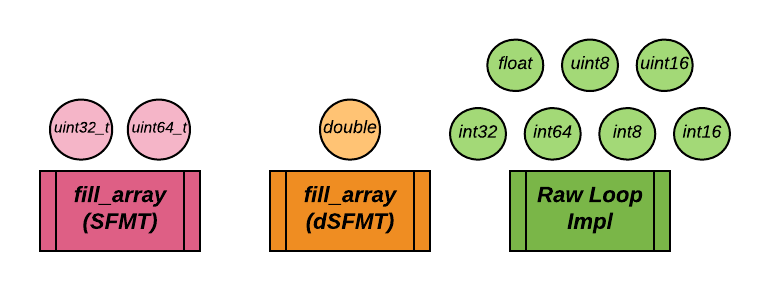 float uint8 uint16
uint32_t uint64_t double int32 int64 int8 int16
fill_array
(SFMT)
fill_array
(dSFMT)
Raw Loop
Impl